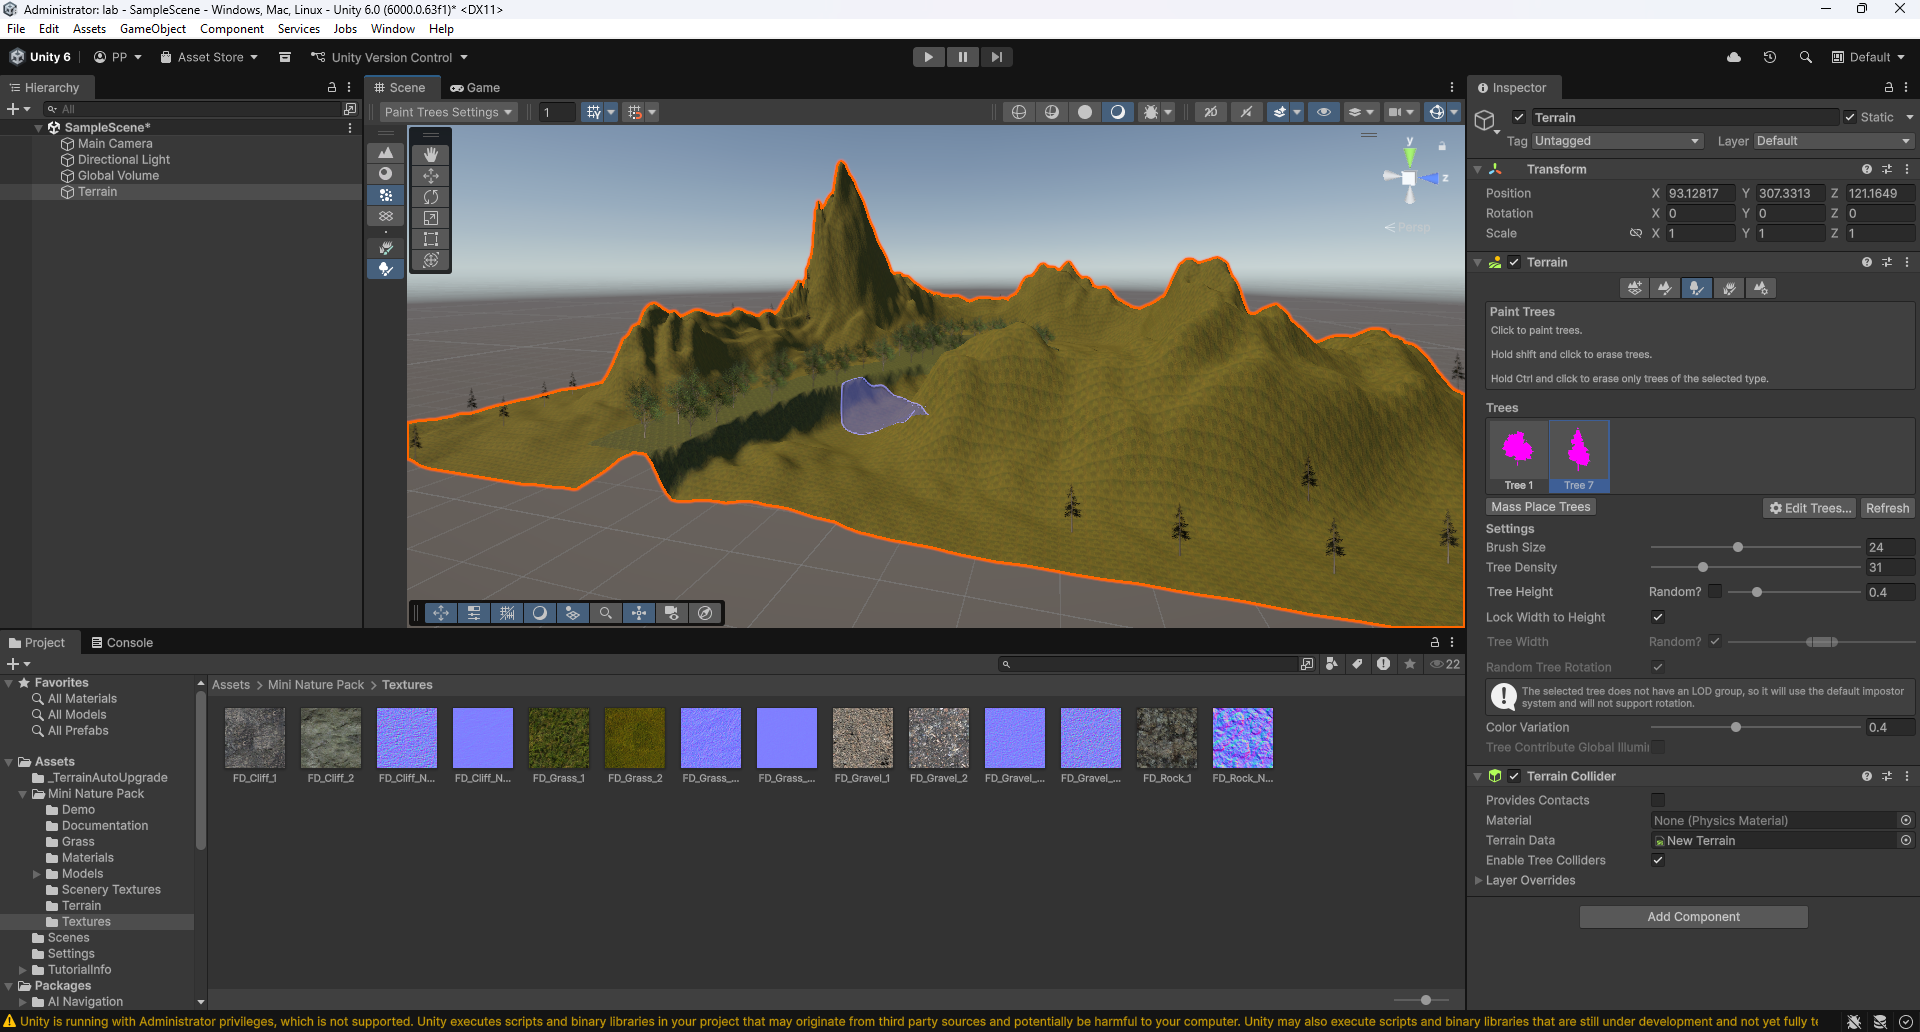 Administrator: lab - SampleScene - Windows, Mac, Linux - Unity 6.0 (6000.0.63f1)* <DX11>
File Edit Assets GameObject Component Services Jobs Window Help
Unity 6 PP Asset Store Unity Version Control Default
Hierarchy
All
SampleScene*
Main Camera
Directional Light
Global Volume
Terrain
Scene Game
Paint Trees Settings 1 2D
y
z
Persp
Inspector
Terrain Static
Tag Untagged Layer Default
Transform
Position X 93.12817 Y 307.3313 Z 121.1649
Rotation X 0 Y 0 Z 0
Scale X 1 Y 1 Z 1
Terrain
Paint Trees
Click to paint trees.
Hold shift and click to erase trees.
Hold Ctrl and click to erase only trees of the selected type.
Trees
Tree 1 Tree 7
Mass Place Trees Edit Trees... Refresh
Settings
Brush Size 24
Tree Density 31
Tree Height Random? 0.4
Lock Width to Height
Tree Width Random?
Random Tree Rotation
The selected tree does not have an LOD group, so it will use the default impostor
system and will not support rotation.
Color Variation 0.4
Tree Contribute Global Illumi
Terrain Collider
Provides Contacts
Material None (Physics Material)
Terrain Data New Terrain
Enable Tree Colliders
Layer Overrides
Add Component
Project Console
22
Favorites
All Materials
All Models
All Prefabs
Assets
_TerrainAutoUpgrade
Mini Nature Pack
Demo
Documentation
Grass
Materials
Models
Scenery Textures
Terrain
Textures
Scenes
Settings
TutorialInfo
Packages
AI Navigation
Assets > Mini Nature Pack > Textures
FD_Cliff_1 FD_Cliff_2 FD_Cliff_N... FD_Cliff_N... FD_Grass_1 FD_Grass_2 FD_Grass_... FD_Grass_... FD_Gravel_1 FD_Gravel_2 FD_Gravel_... FD_Gravel_... FD_Rock_1 FD_Rock_N...
Unity is running with Administrator privileges, which is not supported. Unity executes scripts and binary libraries in your project that may originate from third party sources and potentially be harmful to your computer. Unity may also execute scripts and binary libraries that are still under development and not yet fully te